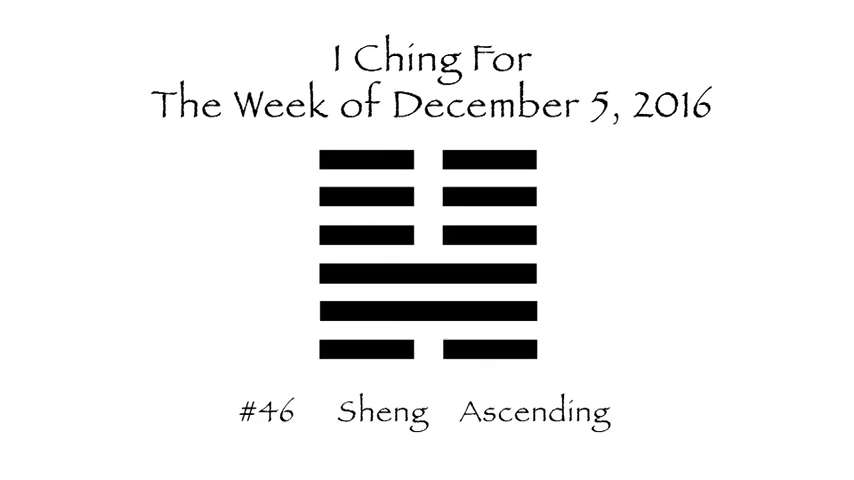 I Ching For
The Week of December 5, 2016
#46 Sheng Ascending